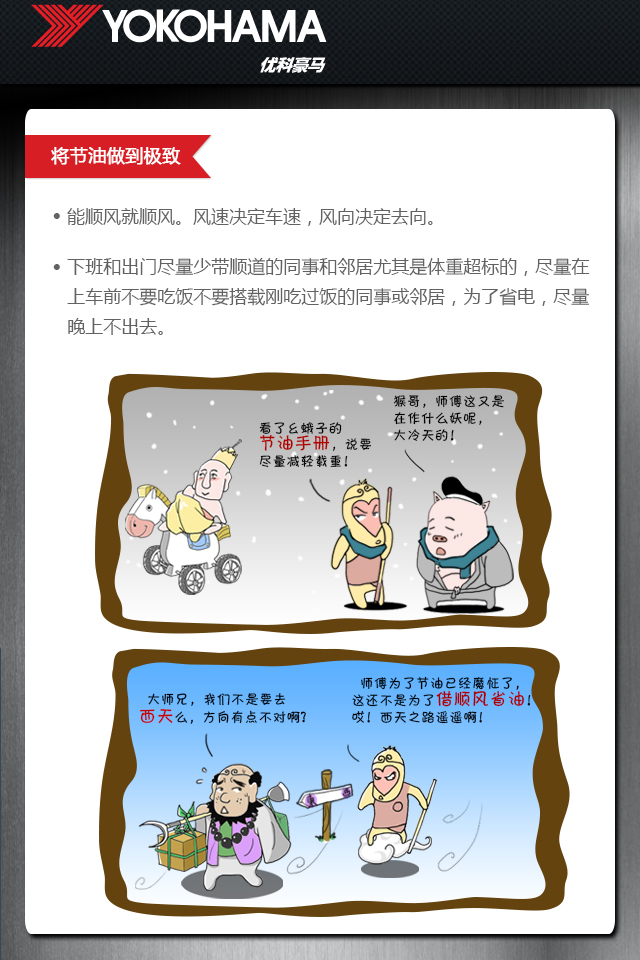 YOKOHAMA
优科豪马
将节油做到极致
• 能顺风就顺风。风速决定车速，风向决定去向。
• 下班和出门尽量少带顺道的同事和邻居尤其是体重超标的，尽量在
上车前不要吃饭不要搭载刚吃过饭的同事或邻居，为了省电，尽量
晚上不出去。
猴哥，师傅这又是
在作什么妖呢，
大冷天的！
看了幺蛾子的
节油手册，说要
尽量减轻载重！
大师兄，我们不是要去
西天么，方向有点不对啊？
师傅为了节油已经魔怔了，
这还不是为了借顺风省油！
哎！西天之路遥遥啊！